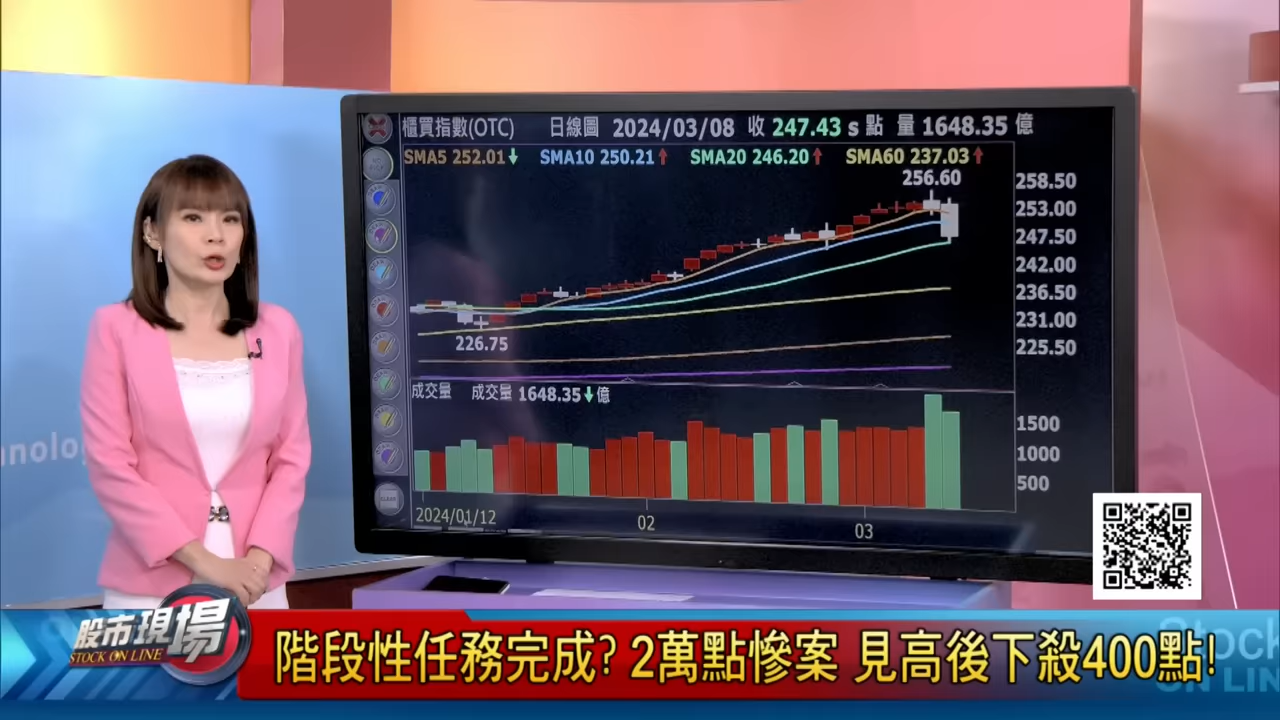 櫃買指數(OTC) 日線圖 2024/03/08 收 247.43 s 點 量 1648.35 億
SMA5 252.01↓ SMA10 250.21↑ SMA20 246.20↑ SMA60 237.03↑
256.60
258.50
253.00
247.50
242.00
236.50
231.00
225.50
226.75
成交量 成交量 1648.35↓億
1500
1000
500
2024/01/12
02
03
股市現場
STOCK ON LINE
階段性任務完成? 2萬點慘案 見高後下殺400點!